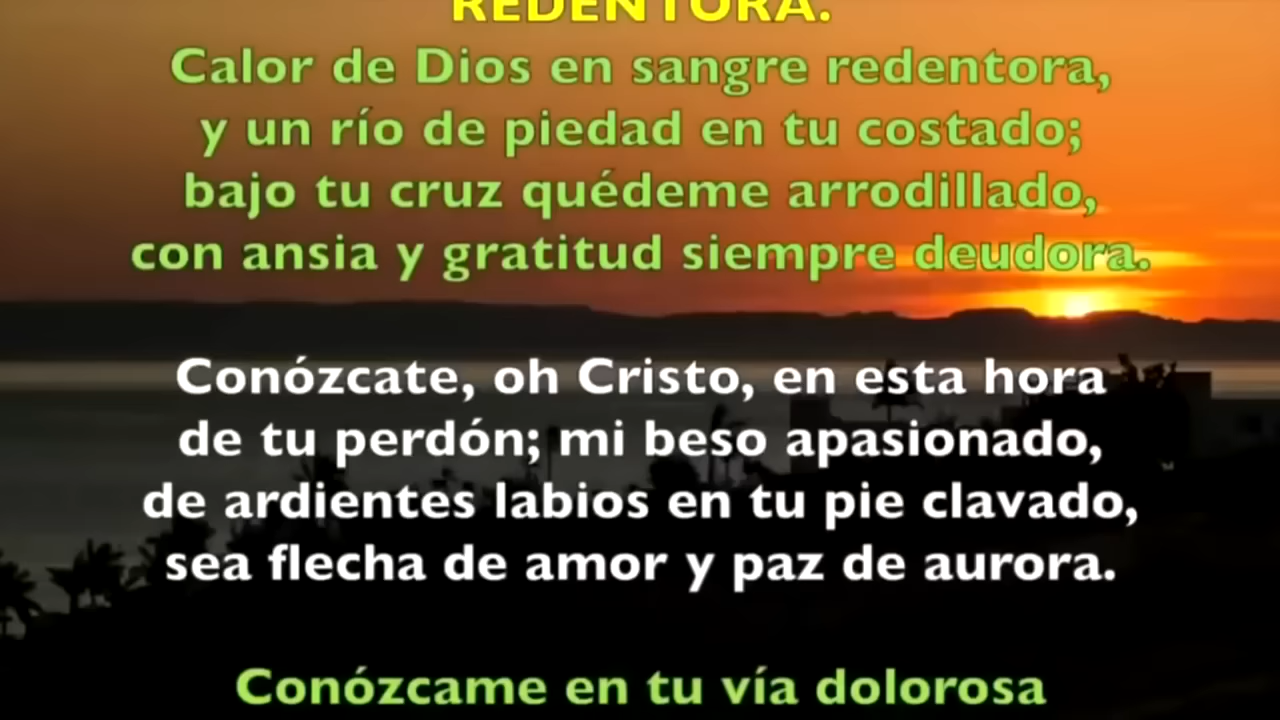 REDENTORA.
Calor de Dios en sangre redentora,
y un río de piedad en tu costado;
bajo tu cruz quédeme arrodillado,
con ansia y gratitud siempre deudora.
Conózcate, oh Cristo, en esta hora
de tu perdón; mi beso apasionado,
de ardientes labios en tu pie clavado,
sea flecha de amor y paz de aurora.
Conózcame en tu vía dolorosa